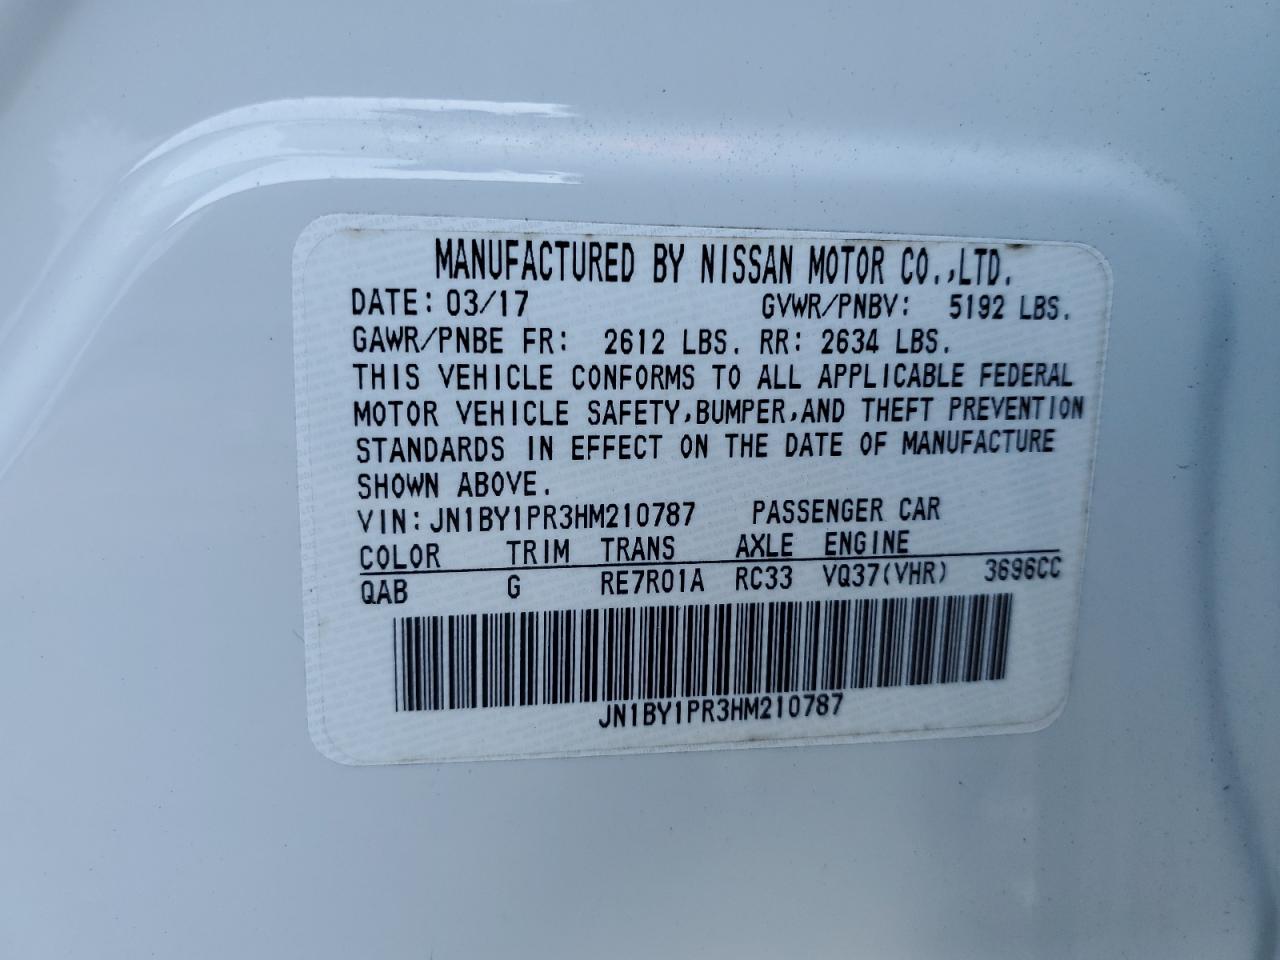 MANUFACTURED BY NISSAN MOTOR CO.,LTD.
DATE: 03/17 GVWR/PNBV: 5192 LBS.
GAWR/PNBE FR: 2612 LBS. RR: 2634 LBS.
THIS VEHICLE CONFORMS TO ALL APPLICABLE FEDERAL
MOTOR VEHICLE SAFETY,BUMPER,AND THEFT PREVENTION
STANDARDS IN EFFECT ON THE DATE OF MANUFACTURE
SHOWN ABOVE.
VIN: JN1BY1PR3HM210787 PASSENGER CAR
COLOR TRIM TRANS AXLE ENGINE
QAB G RE7R01A RC33 VQ37(VHR) 3696CC
JN1BY1PR3HM210787